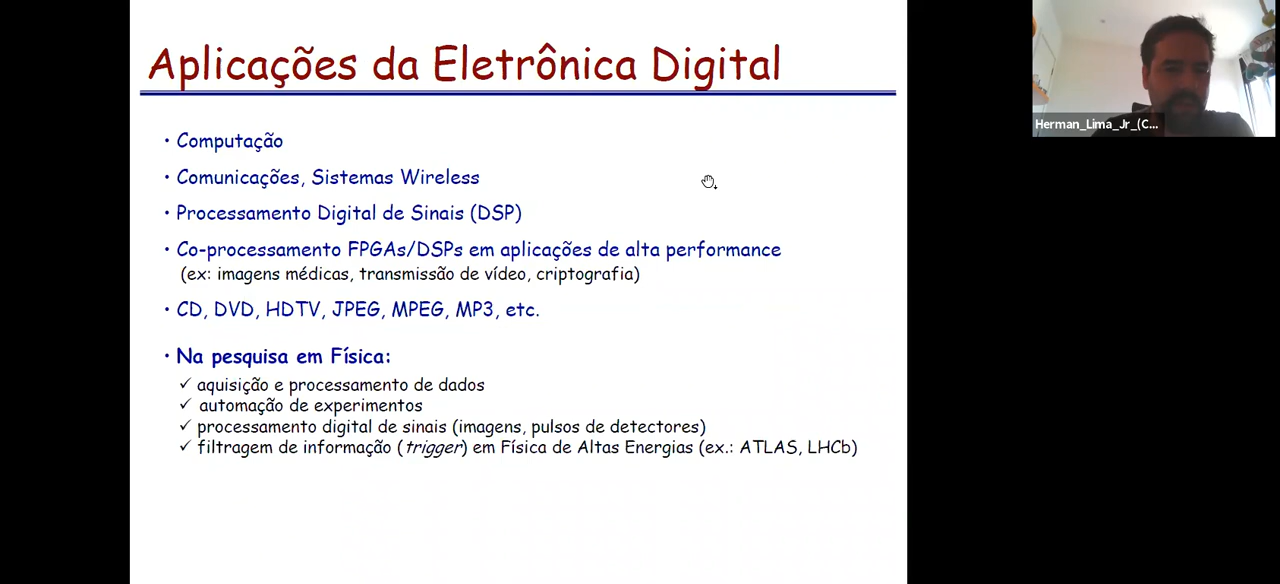 Aplicações da Eletrônica Digital
• Computação
• Comunicações, Sistemas Wireless
• Processamento Digital de Sinais (DSP)
• Co-processamento FPGAs/DSPs em aplicações de alta performance
(ex: imagens médicas, transmissão de vídeo, criptografia)
• CD, DVD, HDTV, JPEG, MPEG, MP3, etc.
• Na pesquisa em Física:
✓ aquisição e processamento de dados
✓ automação de experimentos
✓ processamento digital de sinais (imagens, pulsos de detectores)
✓ filtragem de informação (trigger) em Física de Altas Energias (ex.: ATLAS, LHCb)
Herman_Lima_Jr_(C...